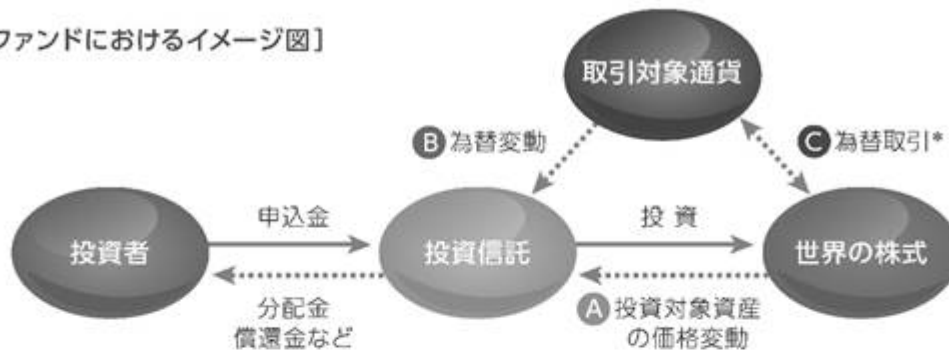 ファンドにおけるイメージ図］
取引対象通貨
B 為替変動
C 為替取引*
申込金
投資
投資者
投資信託
世界の株式
分配金
償還金など
A 投資対象資産
の価格変動